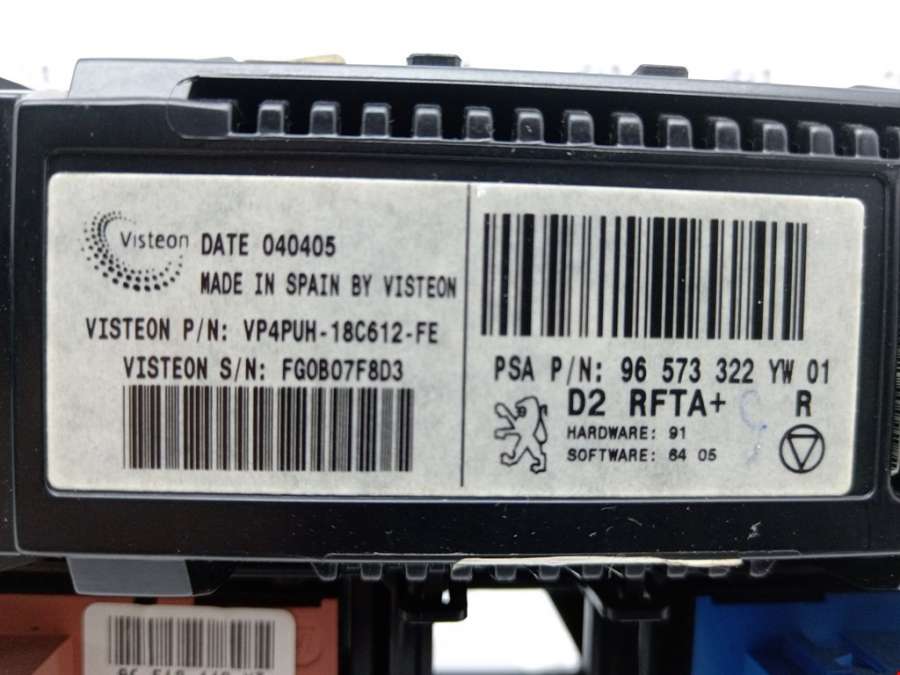 Visteon
DATE 040405
MADE IN SPAIN BY VISTEON
VISTEON P/N: VP4PUH-18C612-FE
VISTEON S/N: FG0B07F8D3
PSA P/N: 96 573 322 YW 01
D2 RFTA+ R
HARDWARE: 91
SOFTWARE: 84 05